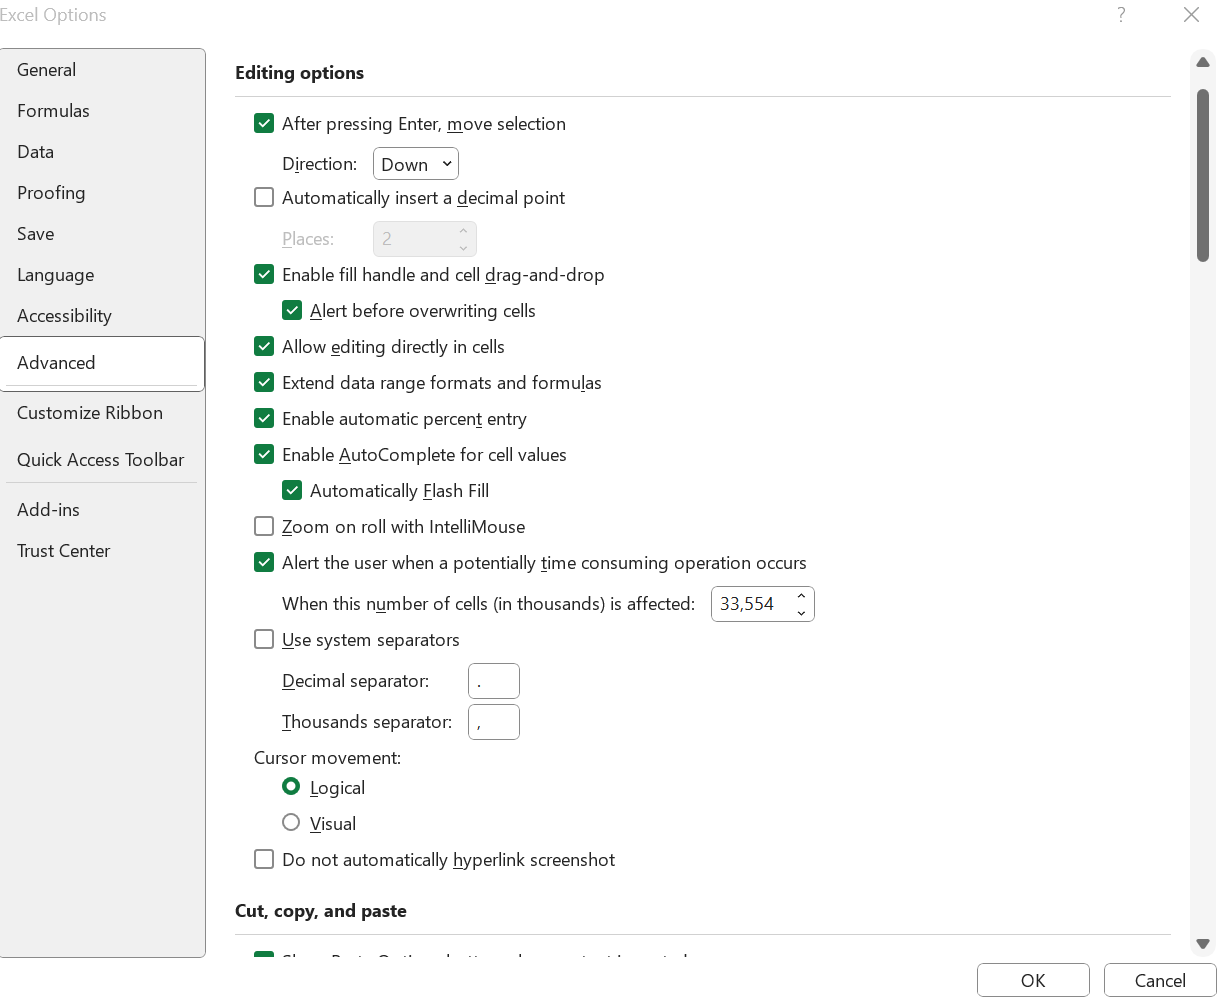 Excel Options
?
General
Formulas
Data
Proofing
Save
Language
Accessibility
Advanced
Customize Ribbon
Quick Access Toolbar
Add-ins
Trust Center
Editing options
After pressing Enter, move selection
Direction: Down
Automatically insert a decimal point
Places: 2
Enable fill handle and cell drag-and-drop
Alert before overwriting cells
Allow editing directly in cells
Extend data range formats and formulas
Enable automatic percent entry
Enable AutoComplete for cell values
Automatically Flash Fill
Zoom on roll with IntelliMouse
Alert the user when a potentially time consuming operation occurs
When this number of cells (in thousands) is affected: 33,554
Use system separators
Decimal separator: .
Thousands separator: ,
Cursor movement:
Logical
Visual
Do not automatically hyperlink screenshot
Cut, copy, and paste
OK Cancel